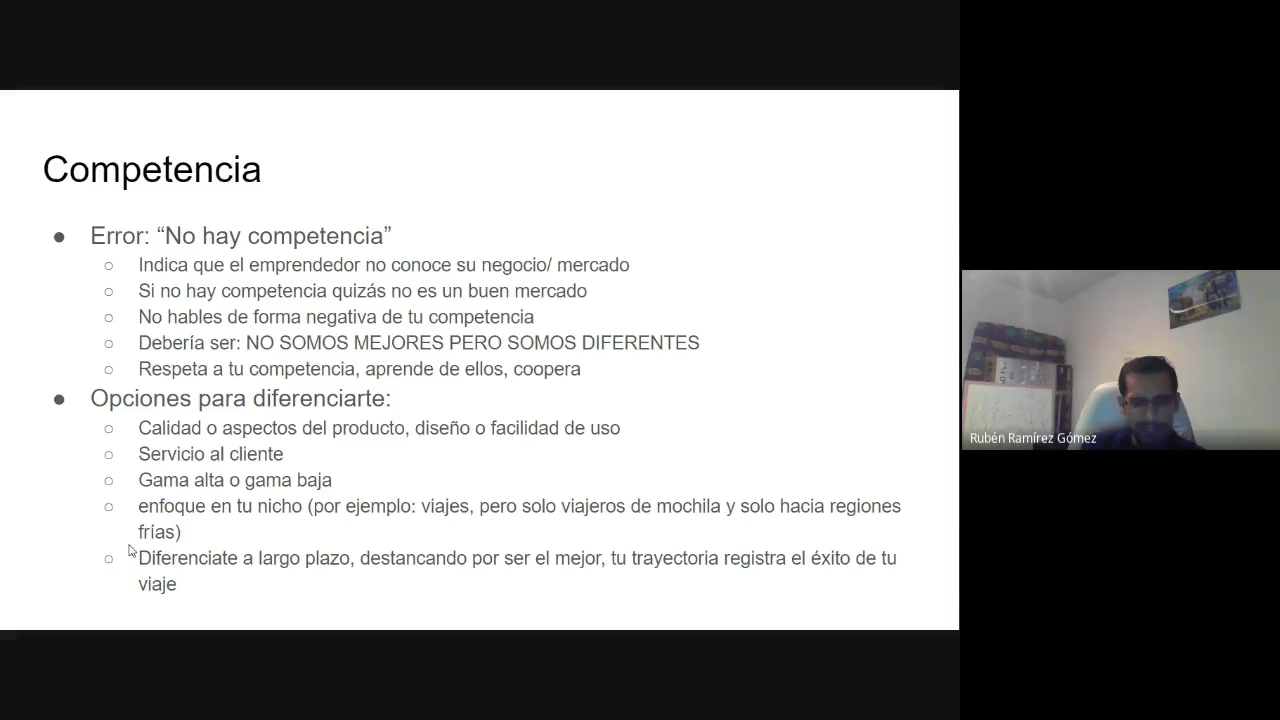 Competencia
● Error: “No hay competencia”
○ Indica que el emprendedor no conoce su negocio/ mercado
○ Si no hay competencia quizás no es un buen mercado
○ No hables de forma negativa de tu competencia
○ Debería ser: NO SOMOS MEJORES PERO SOMOS DIFERENTES
○ Respeta a tu competencia, aprende de ellos, coopera
● Opciones para diferenciarte:
○ Calidad o aspectos del producto, diseño o facilidad de uso
○ Servicio al cliente
○ Gama alta o gama baja
○ enfoque en tu nicho (por ejemplo: viajes, pero solo viajeros de mochila y solo hacia regiones
frías)
○ Diferenciate a largo plazo, destancando por ser el mejor, tu trayectoria registra el éxito de tu
viaje
Rubén Ramírez Gómez